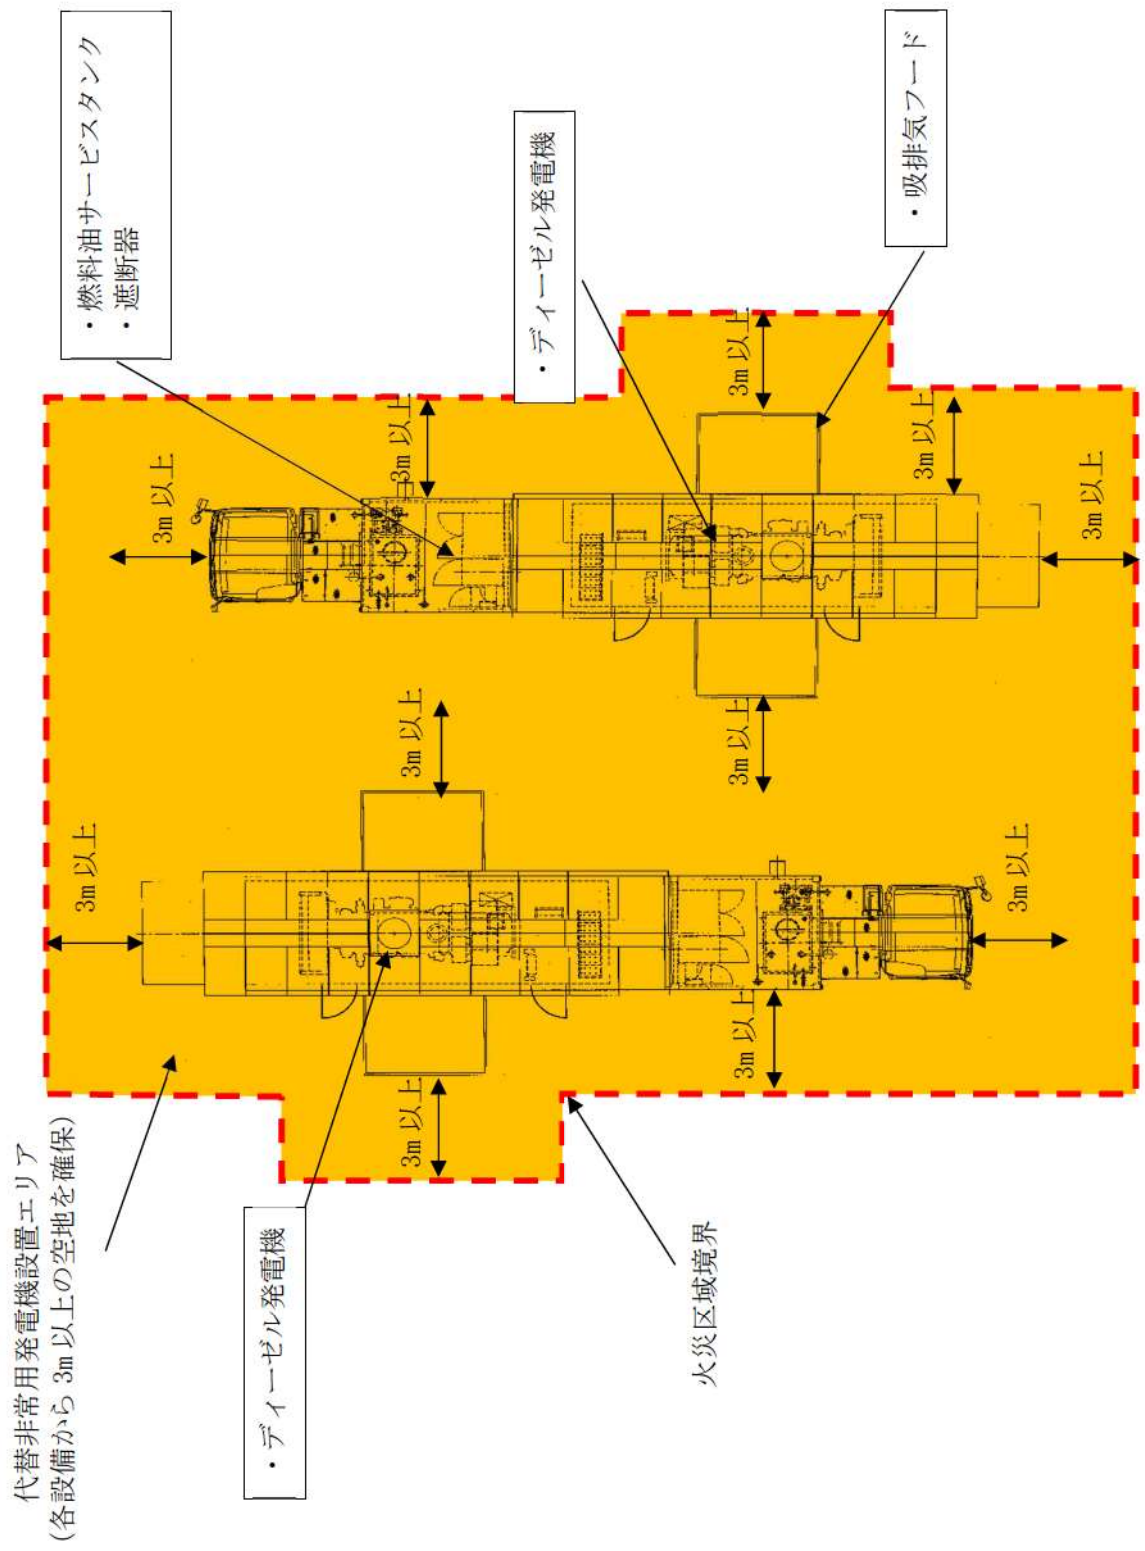 代替非常用発電機設置エリア
(各設備から 3m 以上の空地を確保)
・燃料油サービスタンク
・遮断器
3m 以上
3m 以上
・ディーゼル発電機
3m 以上
3m 以上
3m 以上
・ディーゼル発電機
火災区域境界
3m 以上
3m 以上
3m 以上
・吸排気フード
3m 以上
3m 以上
3m 以上